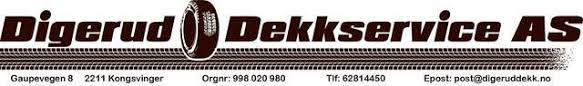 Digerud Dekkservice AS
Gaupevegen 8 2211 Kongsvinger Orgnr: 998 020 980 Tlf: 62814450 Epost: post@digeruddekk.no